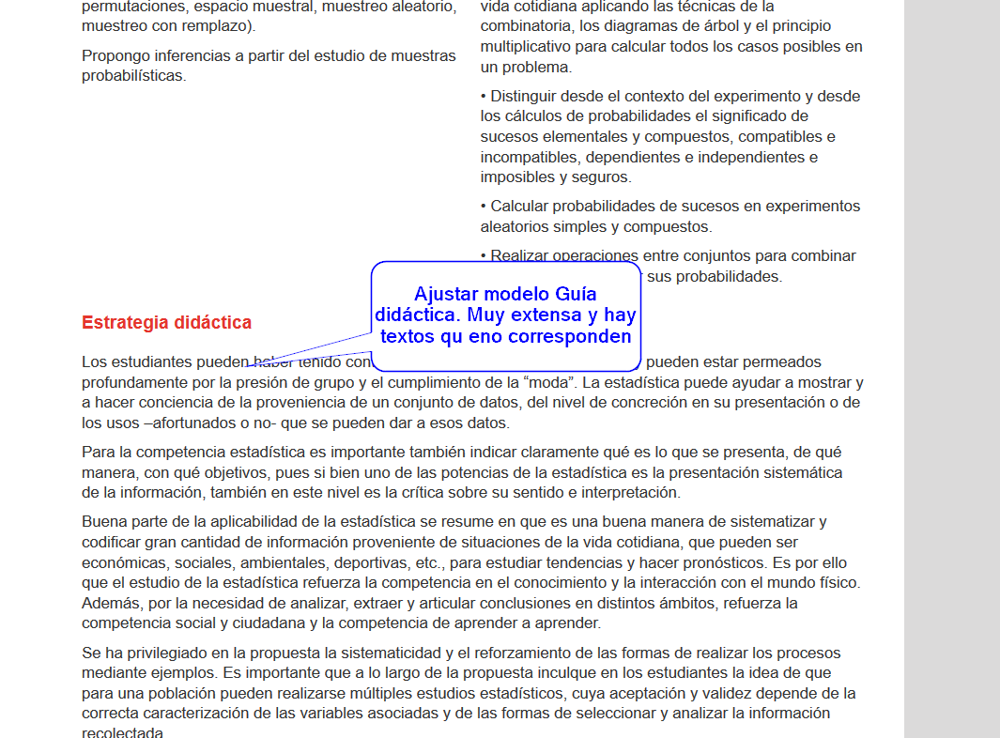 permutaciones, espacio muestral, muestreo aleatorio,
muestreo con remplazo).
Propongo inferencias a partir del estudio de muestras
probabilísticas.
vida cotidiana aplicando las técnicas de la
combinatoria, los diagramas de árbol y el principio
multiplicativo para calcular todos los casos posibles en
un problema.
• Distinguir desde el contexto del experimento y desde
los cálculos de probabilidades el significado de
sucesos elementales y compuestos, compatibles e
incompatibles, dependientes e independientes e
imposibles y seguros.
• Calcular probabilidades de sucesos en experimentos
aleatorios simples y compuestos.
• Realizar operaciones entre conjuntos para combinar
sus probabilidades.
Ajustar modelo Guía
didáctica. Muy extensa y hay
textos qu eno corresponden
Estrategia didáctica
Los estudiantes pueden haber tenido con pueden estar permeados
profundamente por la presión de grupo y el cumplimiento de la “moda”. La estadística puede ayudar a mostrar y
a hacer conciencia de la proveniencia de un conjunto de datos, del nivel de concreción en su presentación o de
los usos –afortunados o no- que se pueden dar a esos datos.
Para la competencia estadística es importante también indicar claramente qué es lo que se presenta, de qué
manera, con qué objetivos, pues si bien uno de las potencias de la estadística es la presentación sistemática
de la información, también en este nivel es la crítica sobre su sentido e interpretación.
Buena parte de la aplicabilidad de la estadística se resume en que es una buena manera de sistematizar y
codificar gran cantidad de información proveniente de situaciones de la vida cotidiana, que pueden ser
económicas, sociales, ambientales, deportivas, etc., para estudiar tendencias y hacer pronósticos. Es por ello
que el estudio de la estadística refuerza la competencia en el conocimiento y la interacción con el mundo físico.
Además, por la necesidad de analizar, extraer y articular conclusiones en distintos ámbitos, refuerza la
competencia social y ciudadana y la competencia de aprender a aprender.
Se ha privilegiado en la propuesta la sistematicidad y el reforzamiento de las formas de realizar los procesos
mediante ejemplos. Es importante que a lo largo de la propuesta inculque en los estudiantes la idea de que
para una población pueden realizarse múltiples estudios estadísticos, cuya aceptación y validez depende de la
correcta caracterización de las variables asociadas y de las formas de seleccionar y analizar la información
recolectada